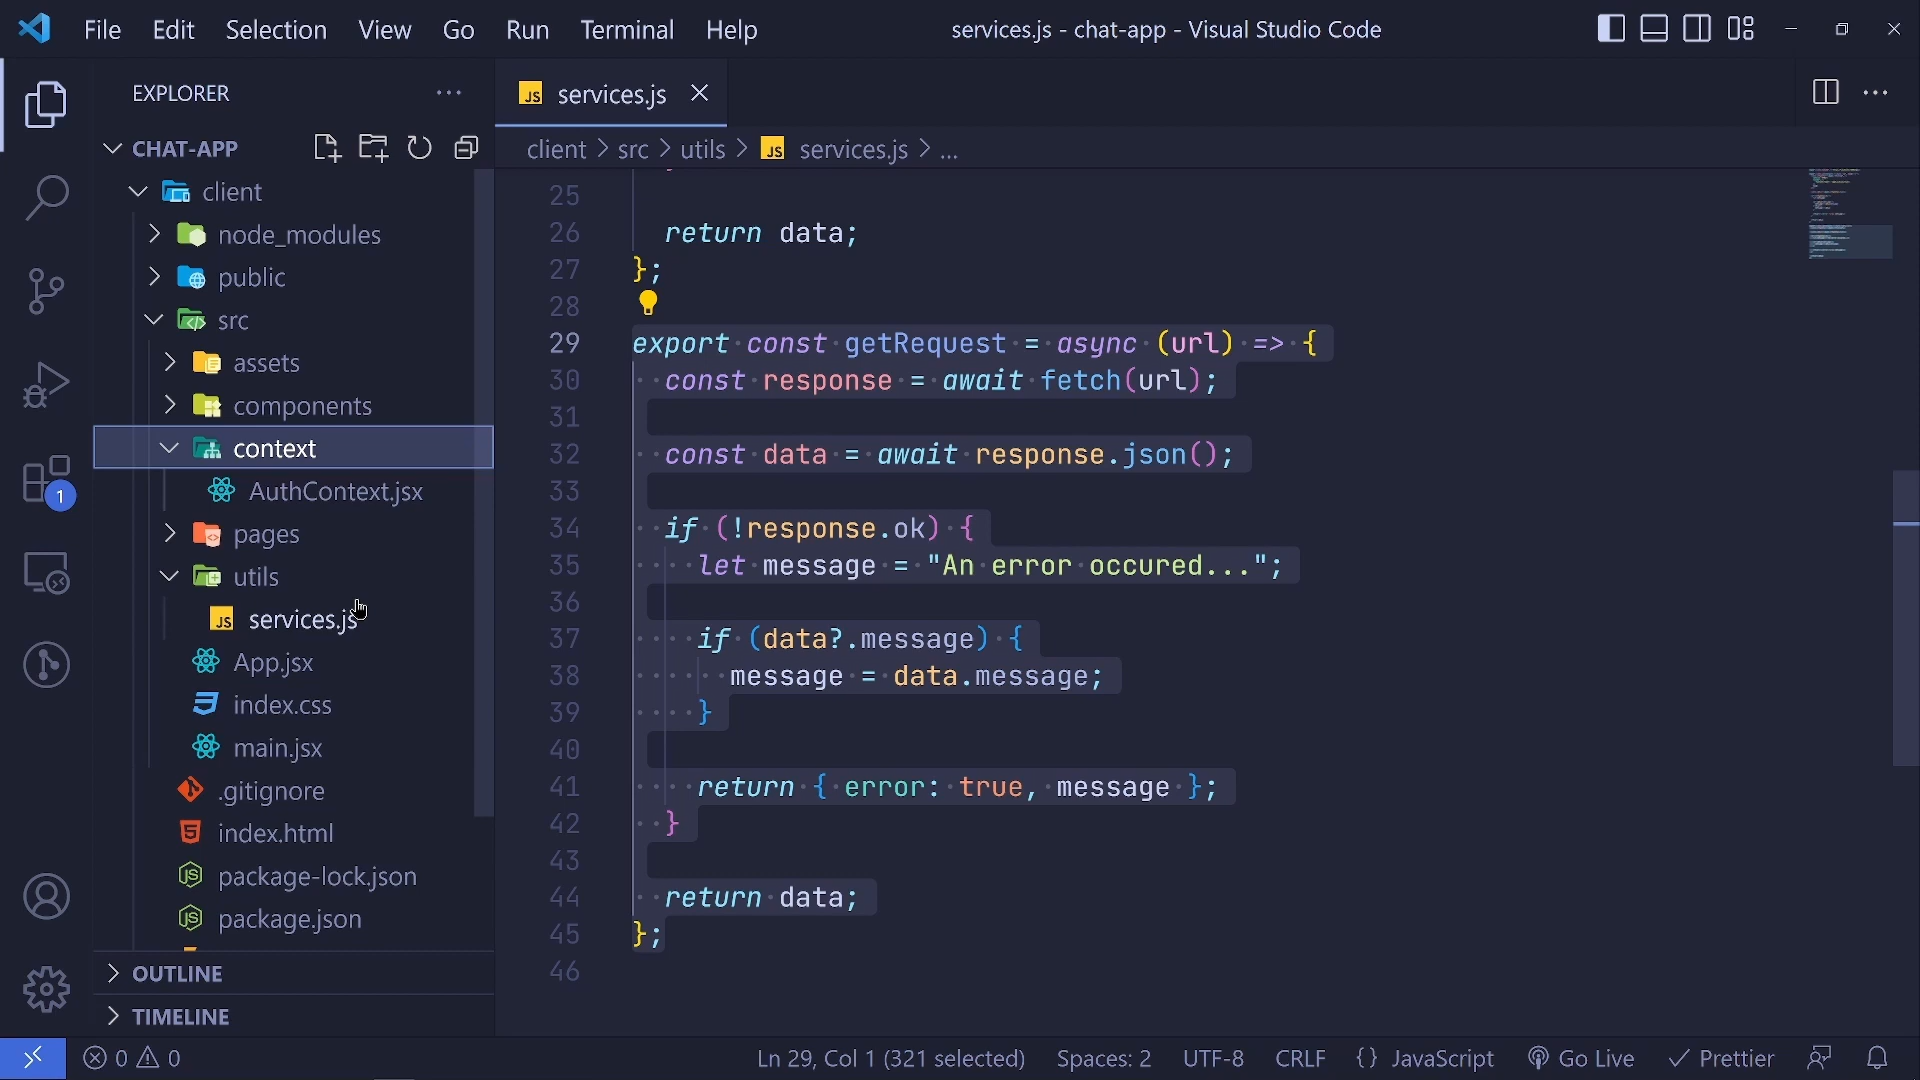 File Edit Selection View Go Run Terminal Help
services.js - chat-app - Visual Studio Code
EXPLORER
CHAT-APP
client
node_modules
public
src
assets
components
context
AuthContext.jsx
pages
utils
JS services.js
App.jsx
index.css
main.jsx
.gitignore
index.html
package-lock.json
package.json
OUTLINE
TIMELINE
1
JS services.js
client > src > utils > JS services.js > ...
25
26 return data;
27 };
28
29 export const getRequest = async (url) => {
30 const response = await fetch(url);
31
32 const data = await response.json();
33
34 if (!response.ok) {
35 let message = "An error occured...";
36
37 if (data?.message) {
38 message = data.message;
39 }
40
41 return { error: true, message };
42 }
43
44 return data;
45 };
46
0 0
Ln 29, Col 1 (321 selected) Spaces: 2 UTF-8 CRLF {} JavaScript Go Live Prettier